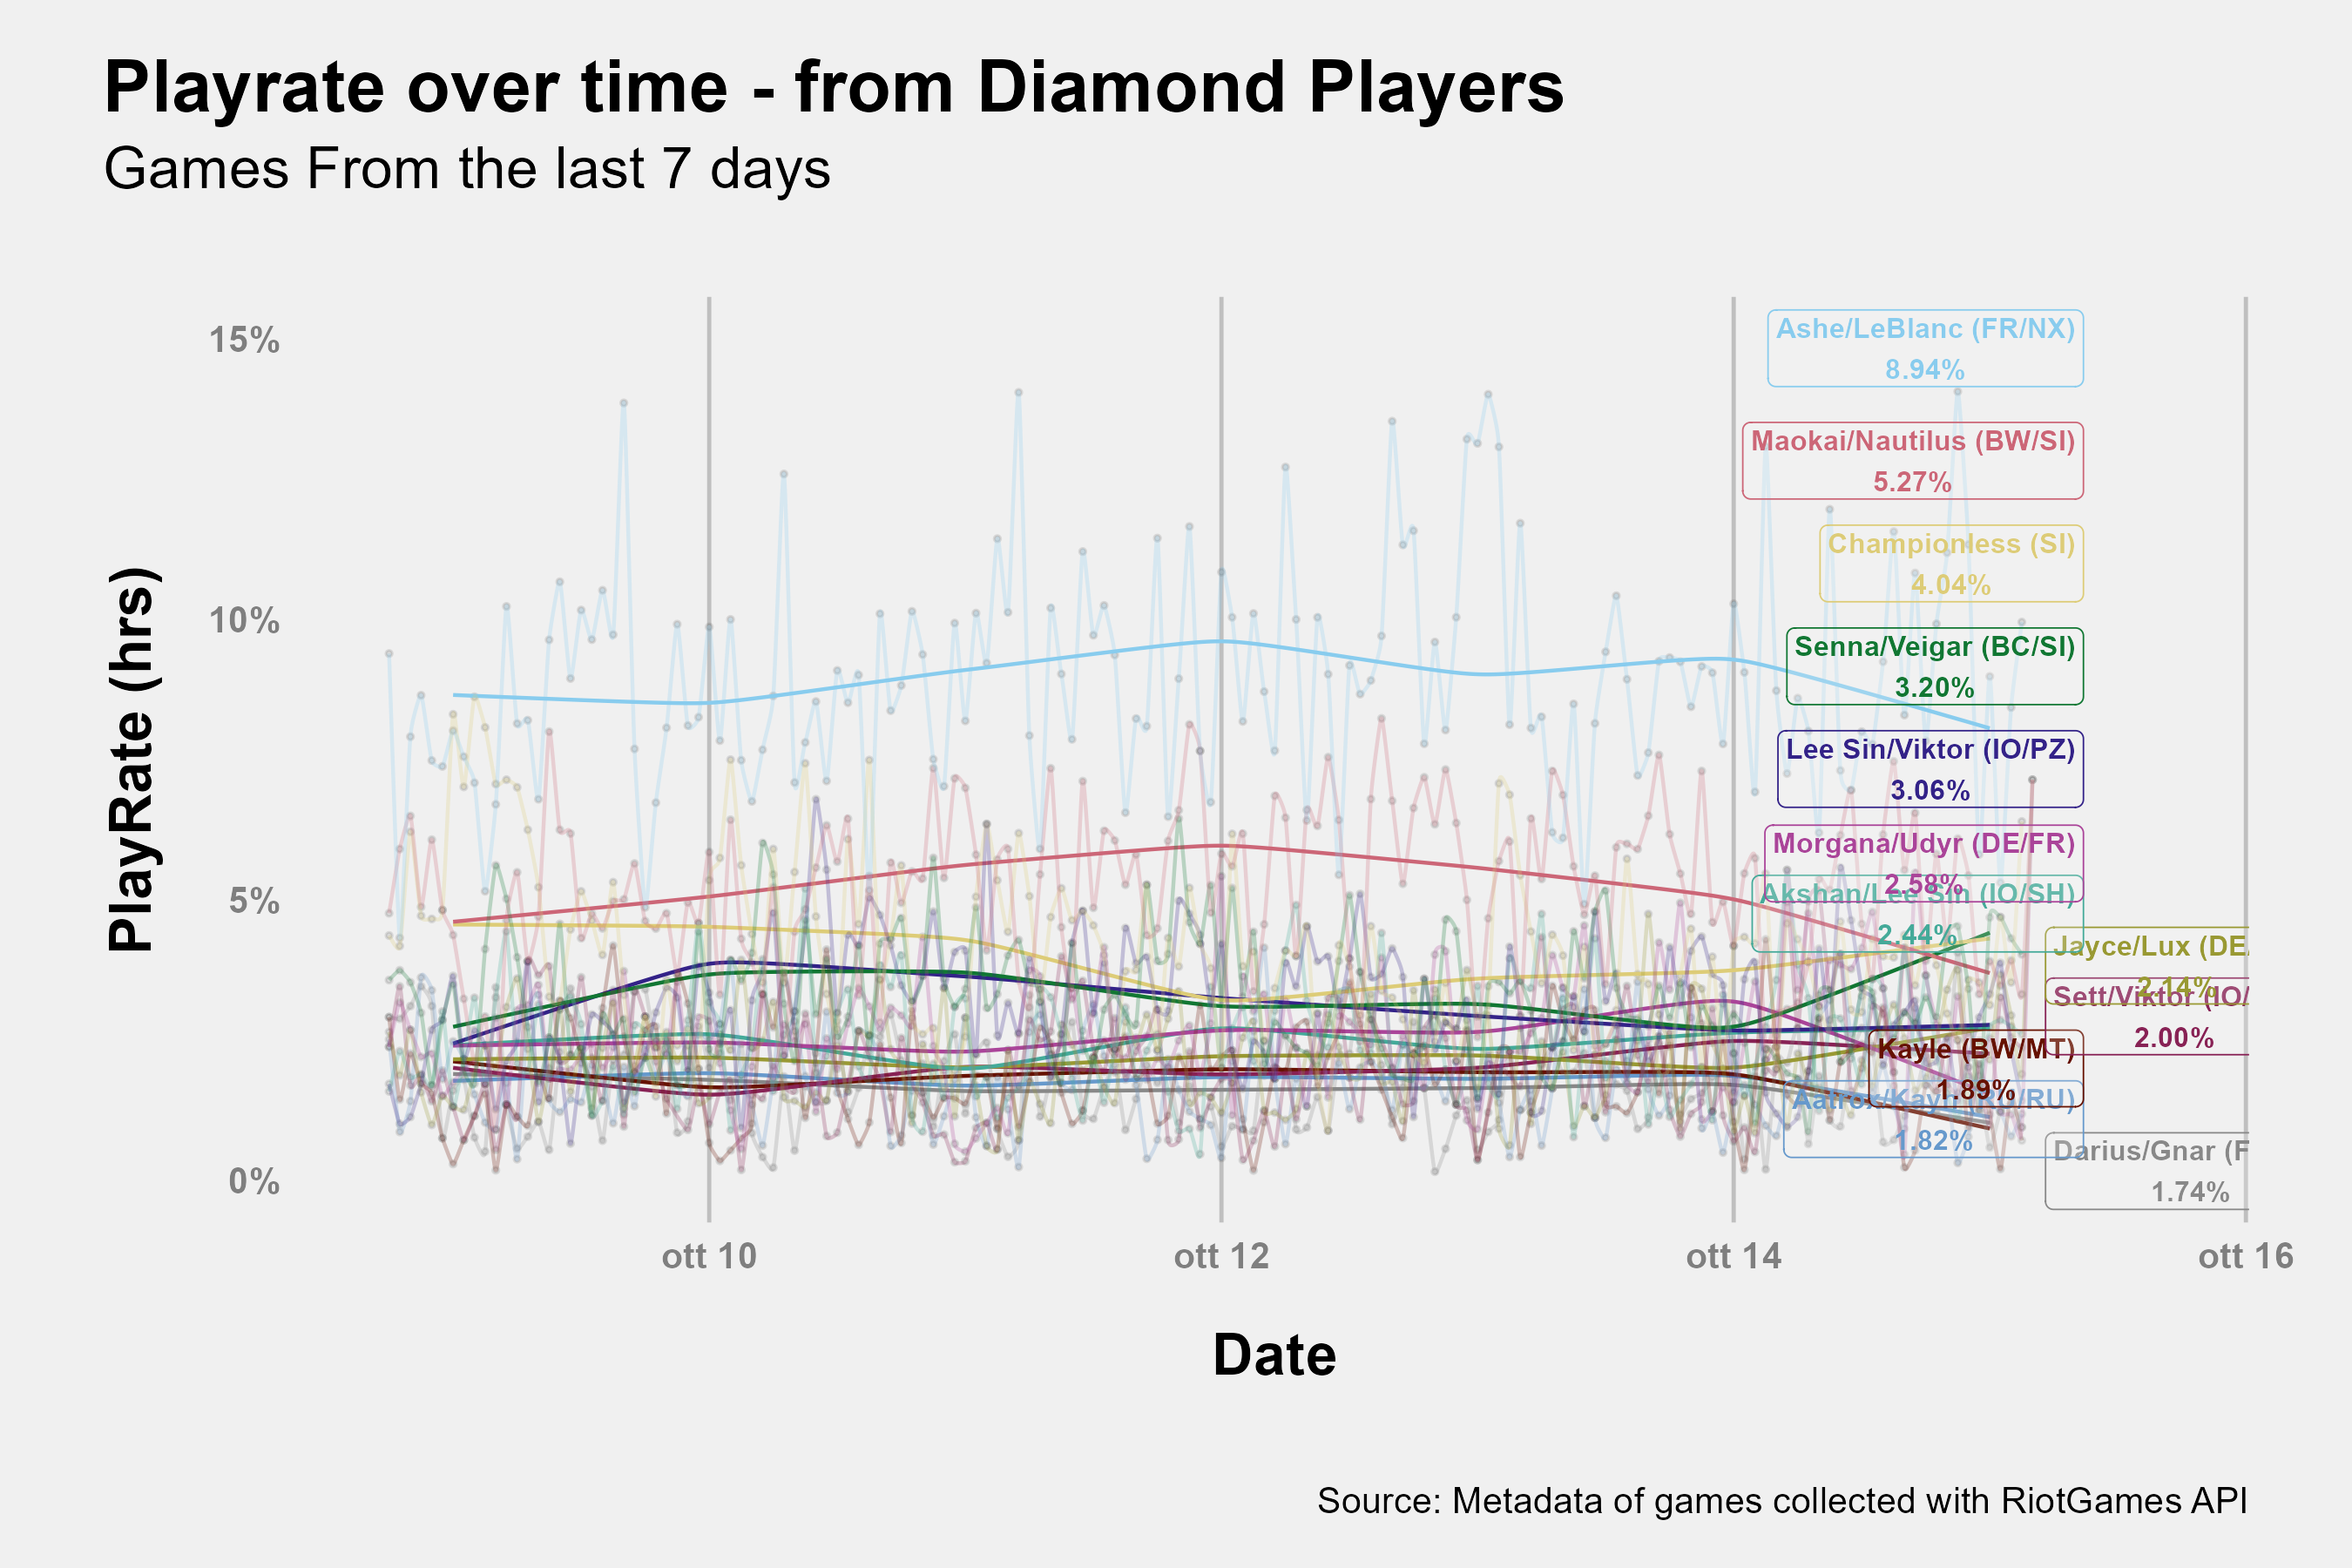 Playrate over time - from Diamond Players
Games From the last 7 days
PlayRate (hrs)
15%
10%
5%
0%
Ashe/LeBlanc (FR/NX)
8.94%
Maokai/Nautilus (BW/SI)
5.27%
Championless (SI)
4.04%
Senna/Veigar (BC/SI)
3.20%
Lee Sin/Viktor (IO/PZ)
3.06%
Morgana/Udyr (DE/FR)
2.58%
Akshan/Lee Sin (IO/SH)
2.44%
Jayce/Lux (DE/
2.14%
Sett/Viktor (IO/
2.00%
Kayle (BW/MT)
1.89%
Aatrox/Kayn (RU/RU)
1.82%
Darius/Gnar (F
1.74%
ott 10
ott 12
ott 14
ott 16
Date
Source: Metadata of games collected with RiotGames API